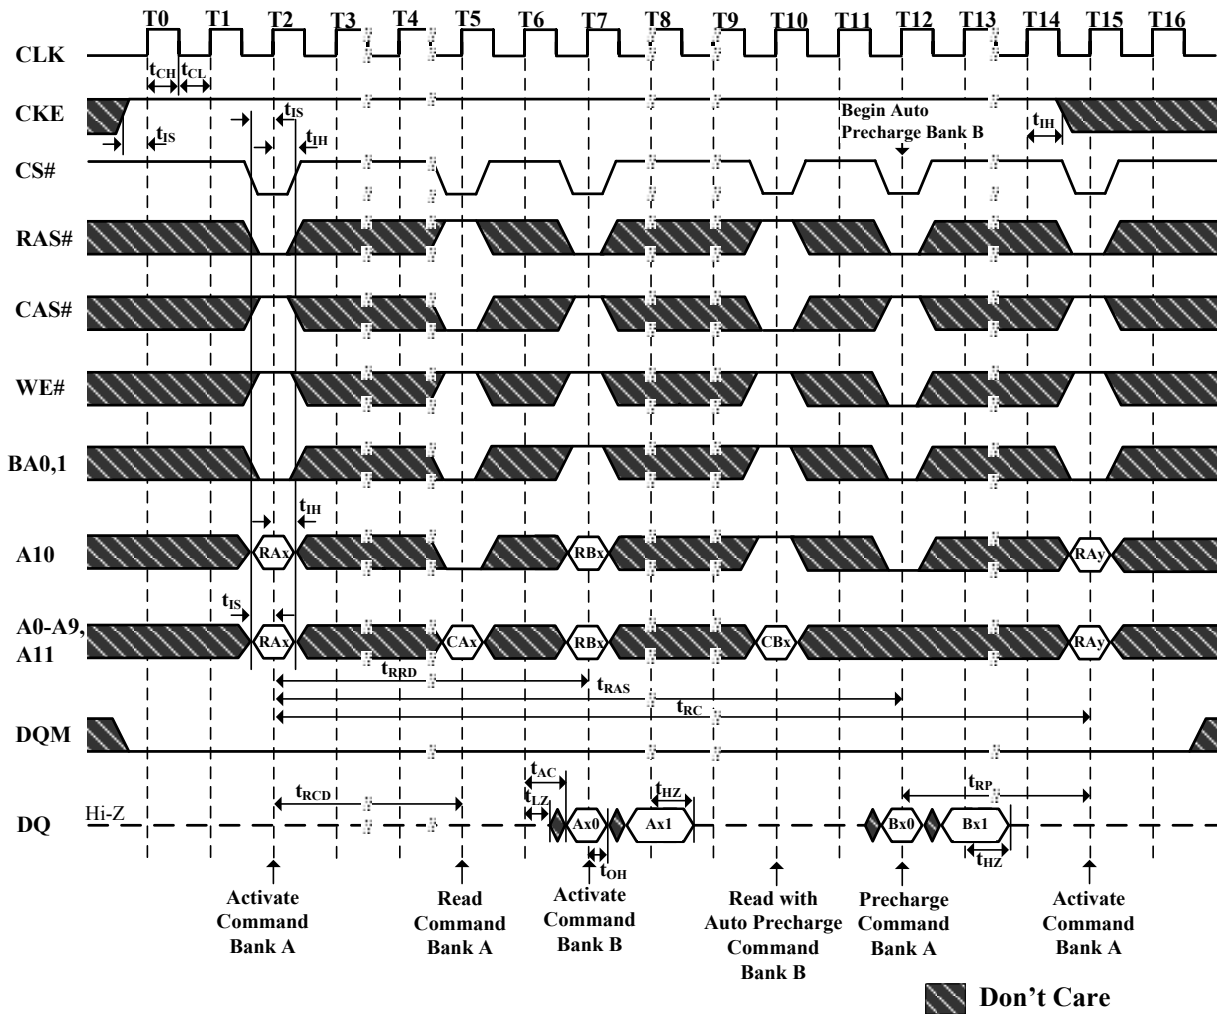 T0 T1 T2 T3 T4 T5 T6 T7 T8 T9 T10 T11 T12 T13 T14 T15 T16
CLK
tCH tCL
CKE
tIS
tIS
tIH
Begin Auto
Precharge Bank B
tIH
CS#
RAS#
CAS#
WE#
BA0,1
tIH
A10
RAx RBx RAy
tIS
A0-A9,
A11
RAx CAx RBx CBx RAy
tRRD
tRAS
tRC
DQM
tRCD
tAC
tLZ
tHZ
tRP
Hi-Z
DQ
Ax0 Ax1 Bx0 Bx1
tOH
tHZ
Activate
Command
Bank A
Read
Command
Bank A
Activate
Command
Bank B
Read with
Auto Precharge
Command
Bank B
Precharge
Command
Bank A
Activate
Command
Bank A
Don't Care